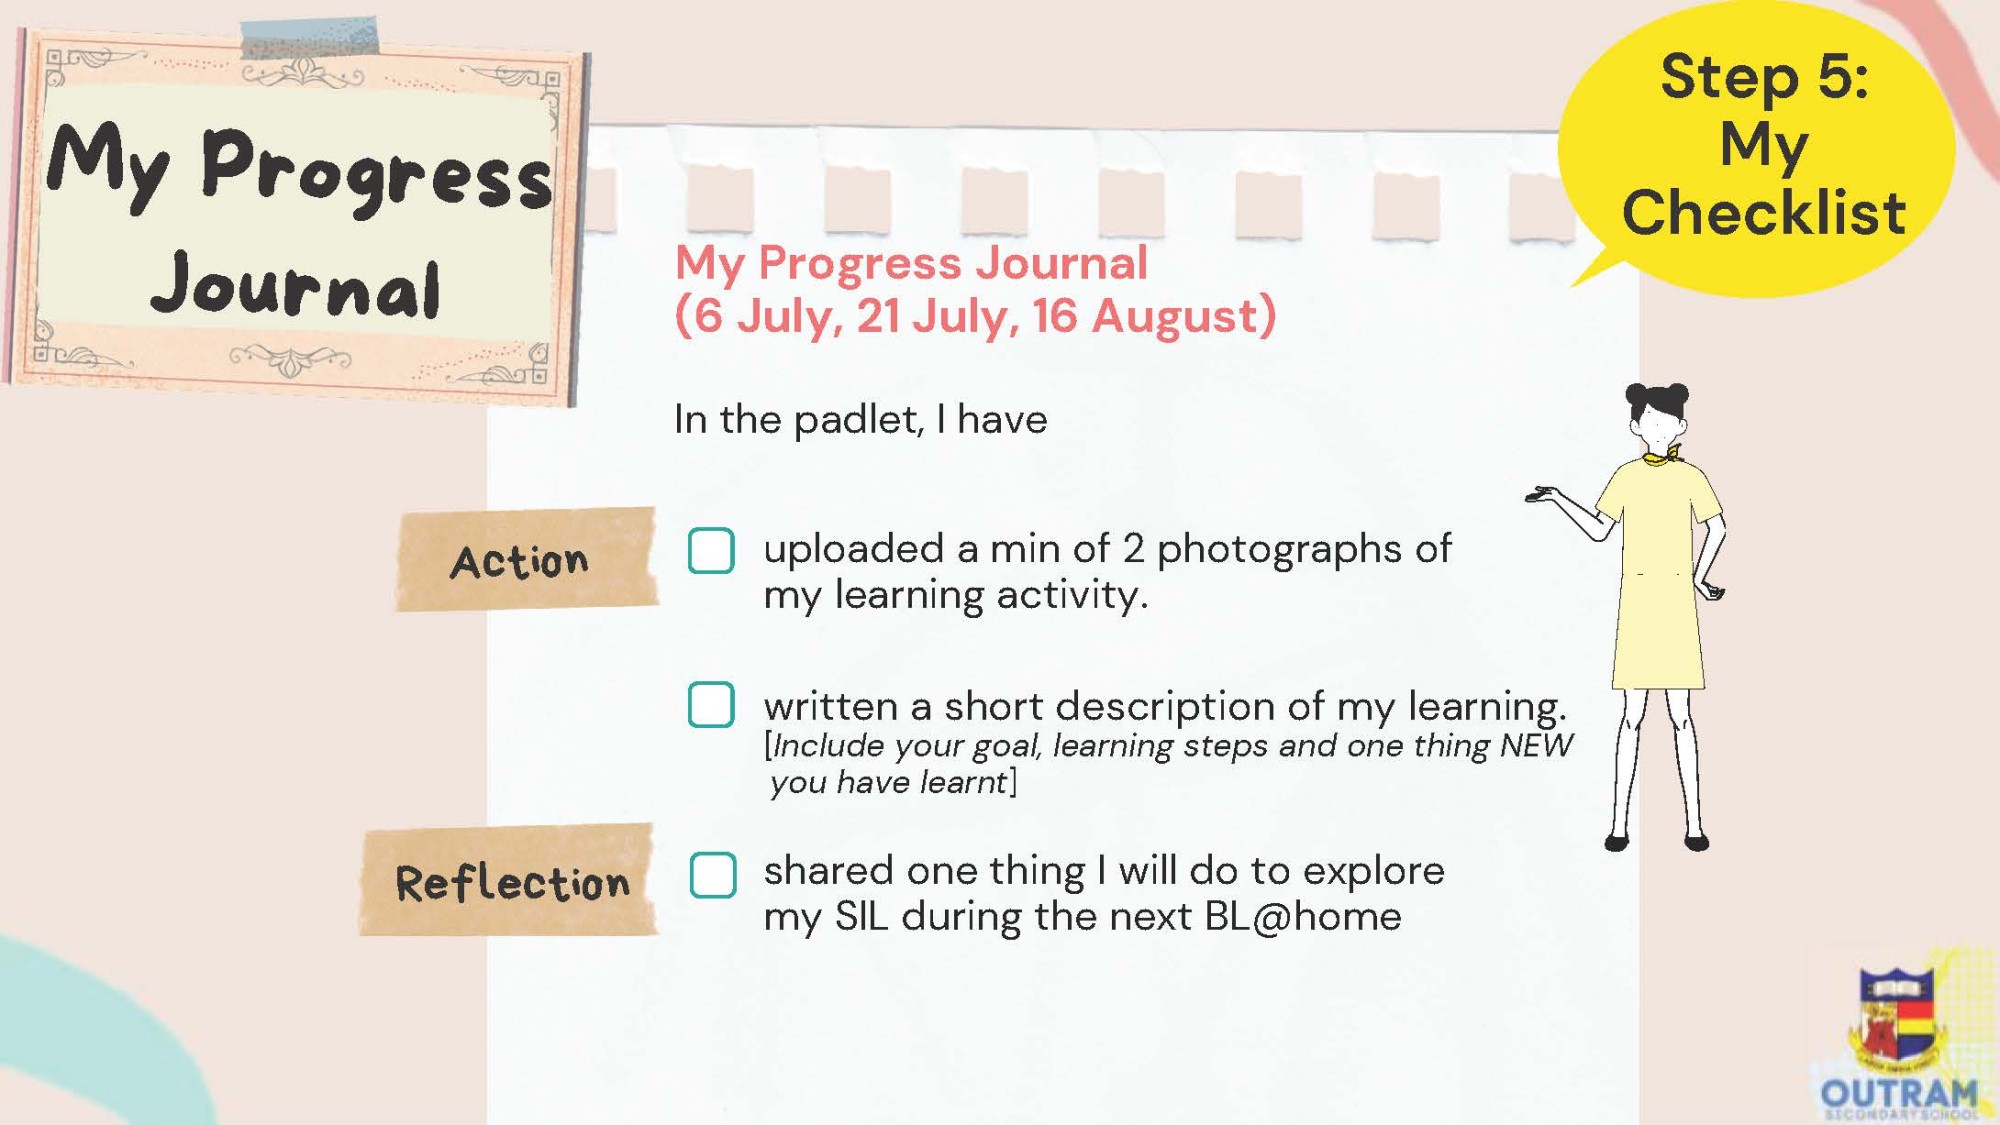 My Progress
Journal
Step 5:
My
Checklist
My Progress Journal
(6 July, 21 July, 16 August)
In the padlet, I have
Action
uploaded a min of 2 photographs of
my learning activity.
written a short description of my learning.
[Include your goal, learning steps and one thing NEW
you have learnt]
Reflection
shared one thing I will do to explore
my SIL during the next BL@home
OUTRAM
SECONDARY SCHOOL